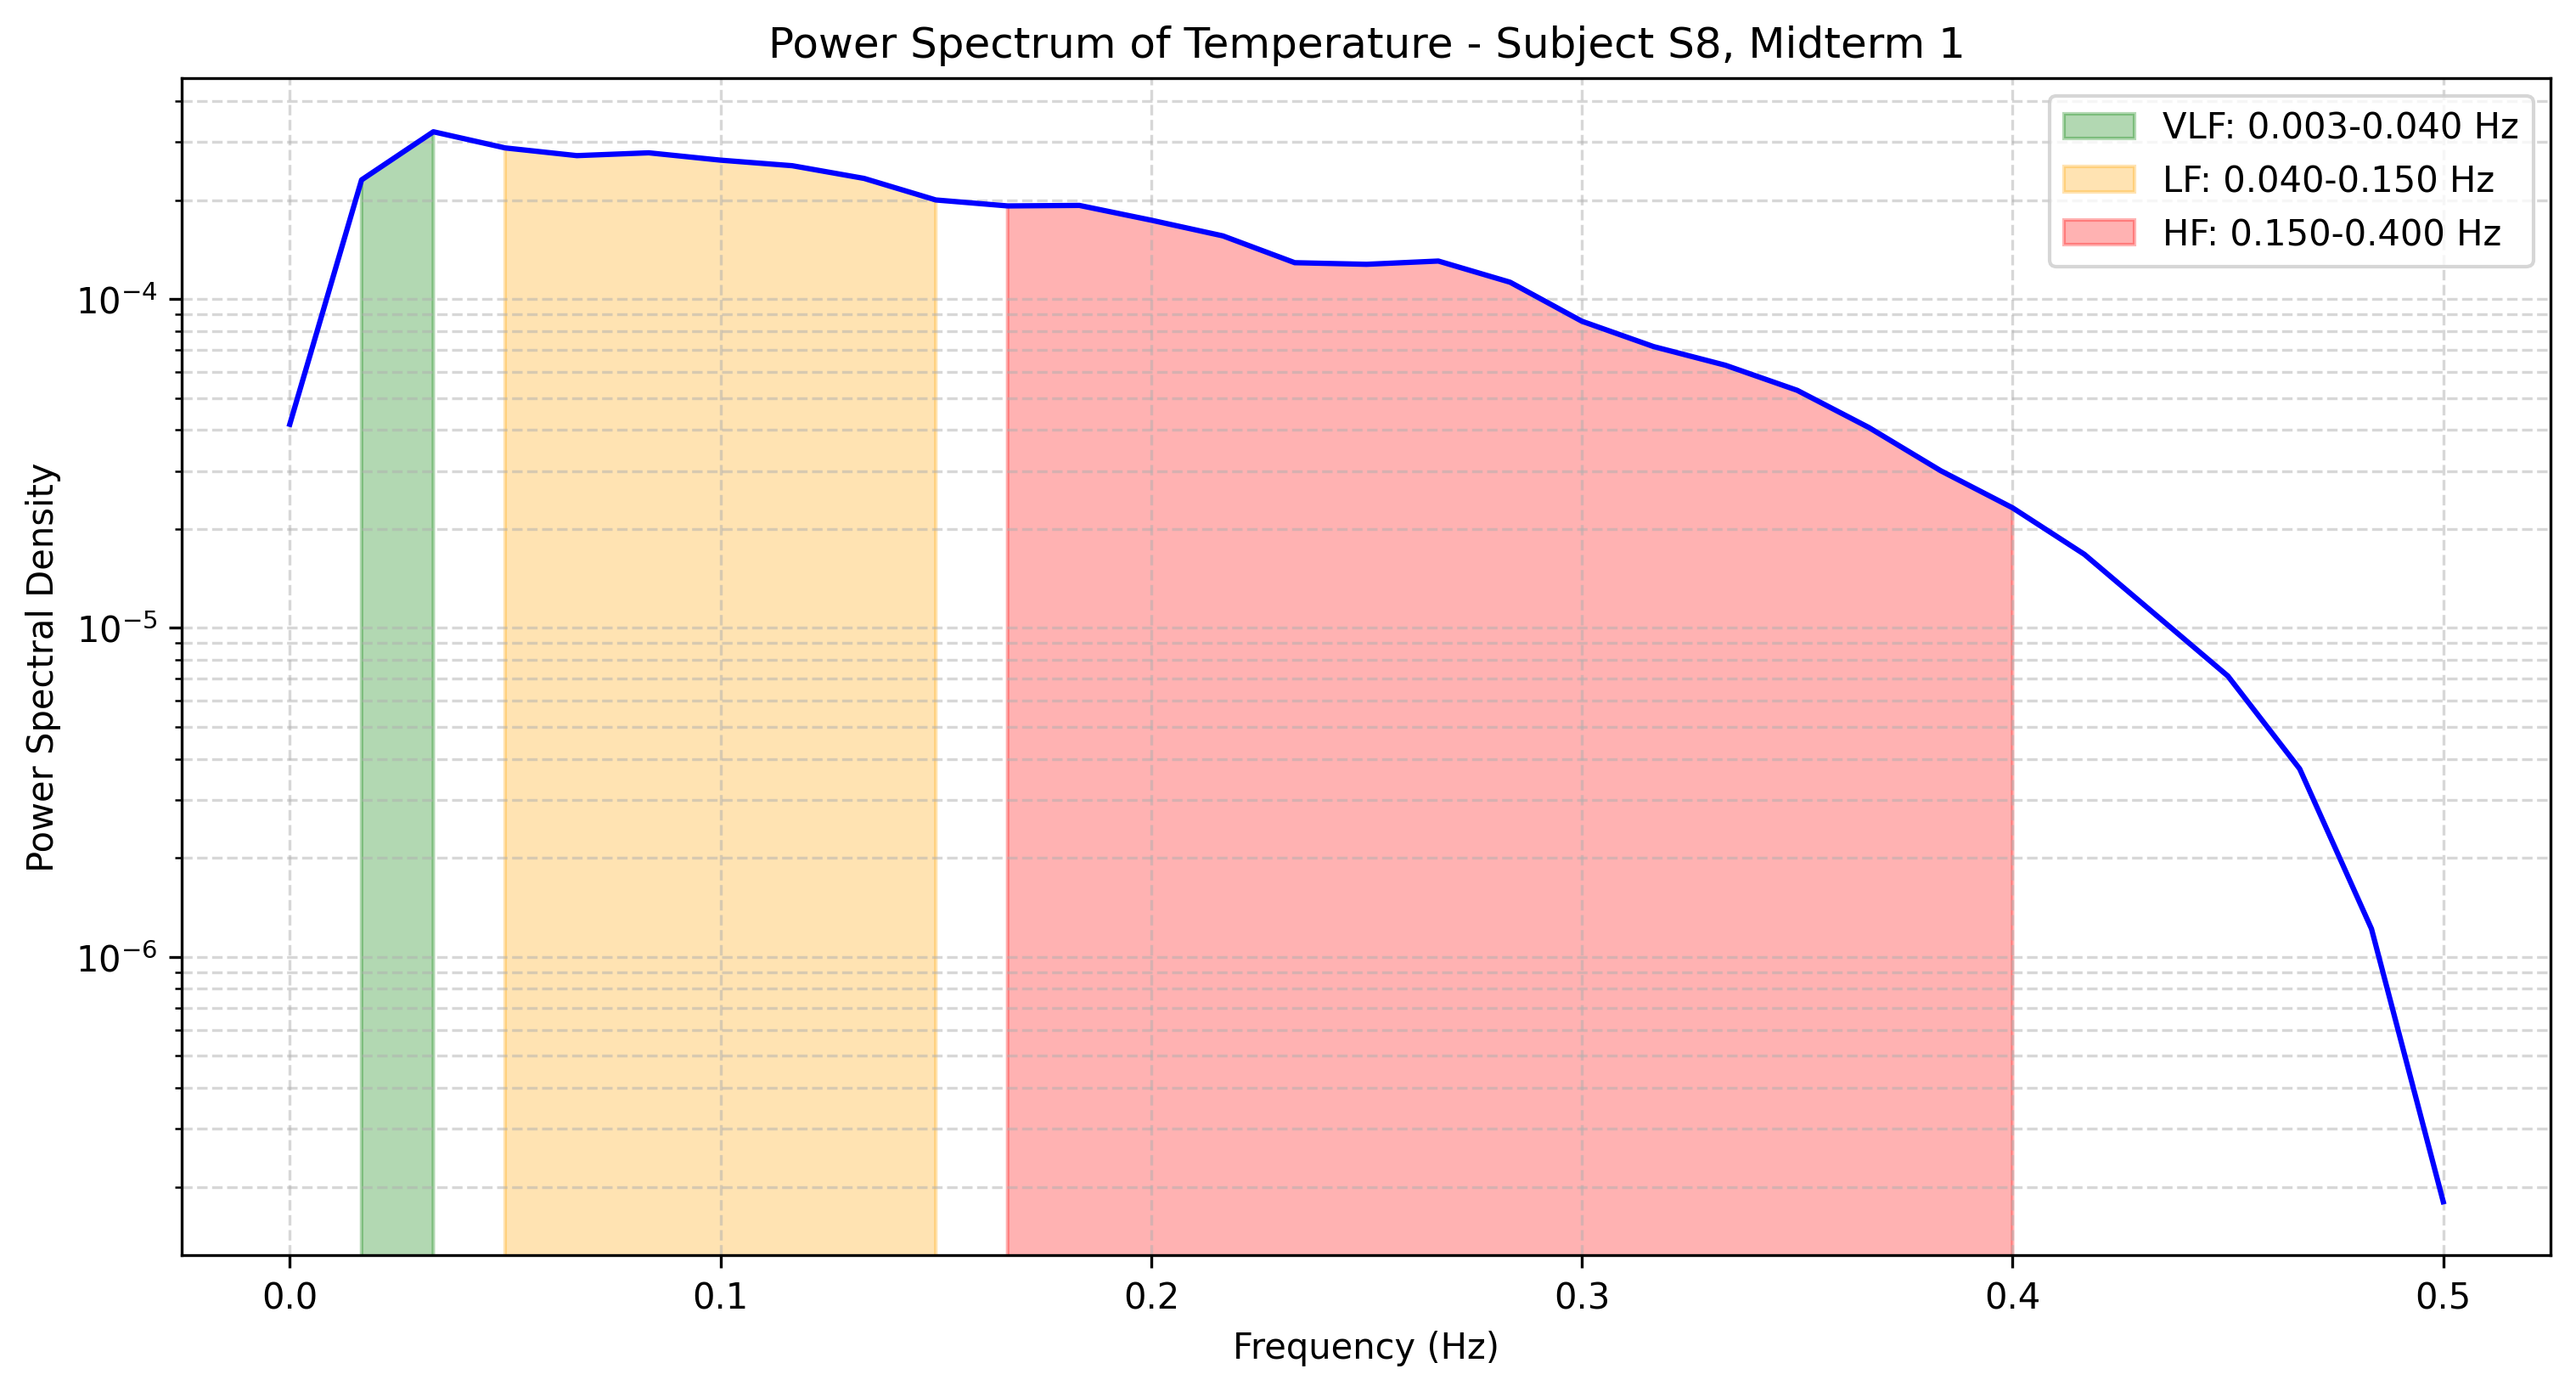 Power Spectrum of Temperature - Subject S8, Midterm 1
VLF: 0.003-0.040 Hz
LF: 0.040-0.150 Hz
HF: 0.150-0.400 Hz
Power Spectral Density
10⁻⁴
10⁻⁵
10⁻⁶
0.0 0.1 0.2 0.3 0.4 0.5
Frequency (Hz)